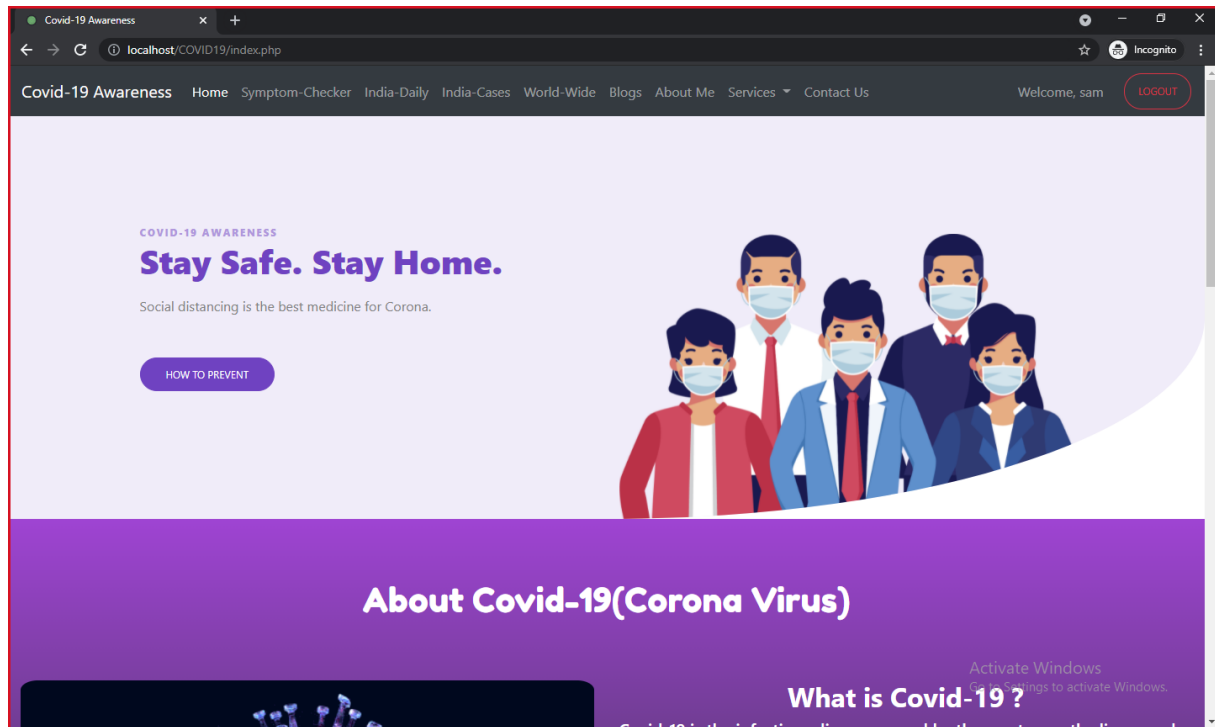 Covid-19 Awareness
localhost/COVID19/index.php
Incognito
Covid-19 Awareness Home Symptom-Checker India-Daily India-Cases World-Wide Blogs About Me Services Contact Us Welcome, sam LOGOUT
COVID-19 AWARENESS
Stay Safe. Stay Home.
Social distancing is the best medicine for Corona.
HOW TO PREVENT
About Covid-19(Corona Virus)
Activate Windows
Go to Settings to activate Windows.
What is Covid-19 ?